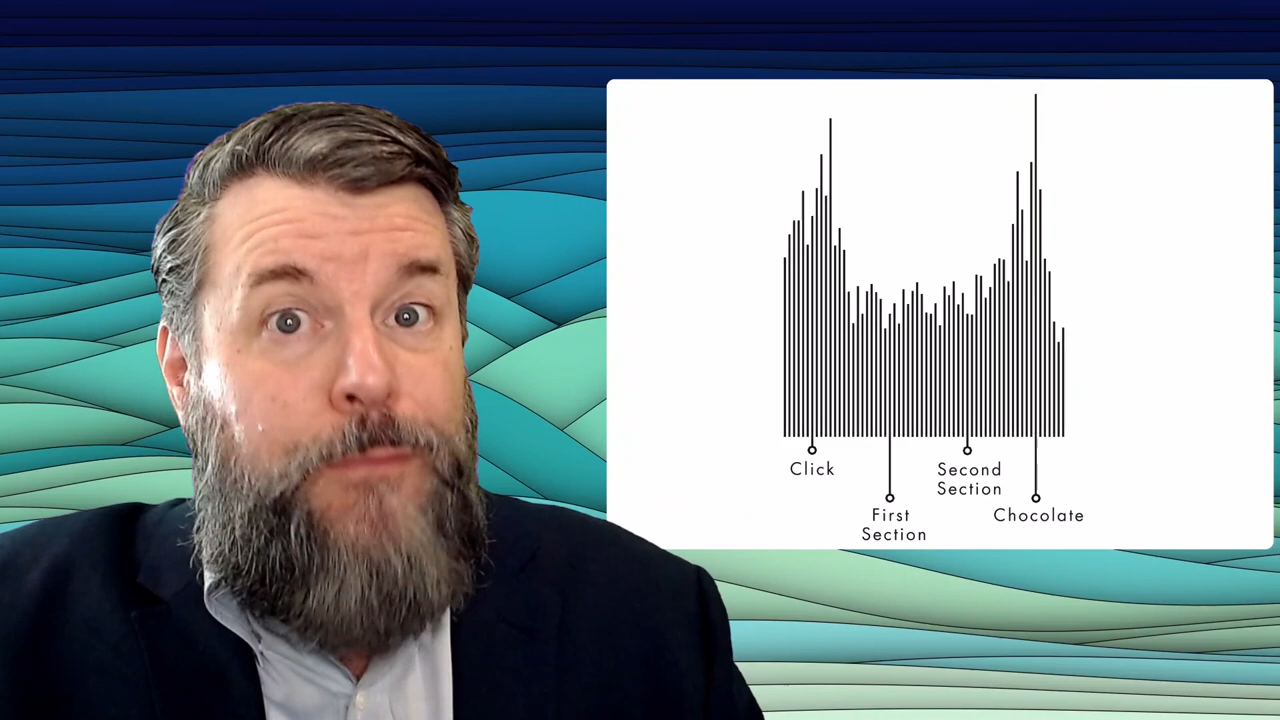 Click
First
Section
Second
Section
Chocolate